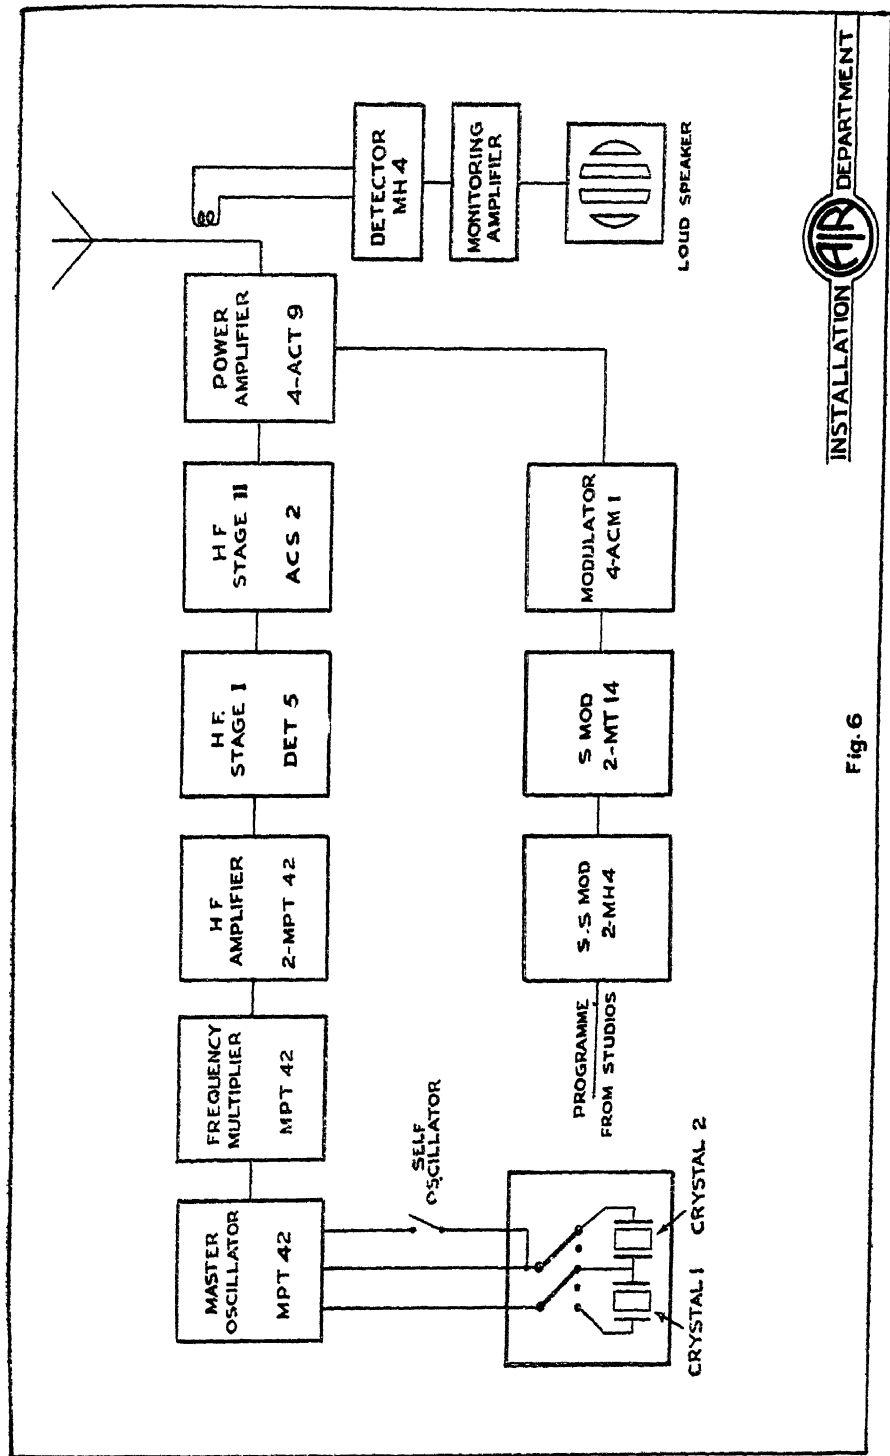 MASTER
OSCILLATOR
MPT 42
FREQUENCY
MULTIPLIER
MPT 42
H F
AMPLIFIER
2-MPT 42
H F.
STAGE I
DET 5
H F
STAGE II
ACS 2
POWER
AMPLIFIER
4-ACT 9
DETECTOR
MH 4
MONITORING
AMPLIFIER
LOUD SPEAKER
SELF
OSCILLATOR
CRYSTAL 1
CRYSTAL 2
PROGRAMME
FROM STUDIOS
S.S MOD
2-MH4
S MOD
2-MT 14
MODULATOR
4-ACM 1
Fig. 6
INSTALLATION AIR DEPARTMENT